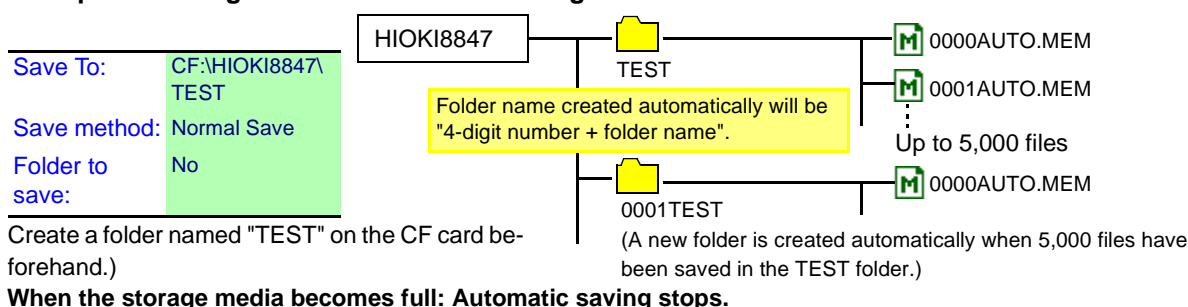 HIOKI8847
TEST
0000AUTO.MEM
0001AUTO.MEM
Up to 5,000 files
Save To: CF:\HIOKI8847\
TEST
Save method: Normal Save
Folder to No
save:
Folder name created automatically will be
"4-digit number + folder name".
0001TEST
0000AUTO.MEM
(A new folder is created automatically when 5,000 files have
been saved in the TEST folder.)
Create a folder named "TEST" on the CF card be-
forehand.)
When the storage media becomes full: Automatic saving stops.